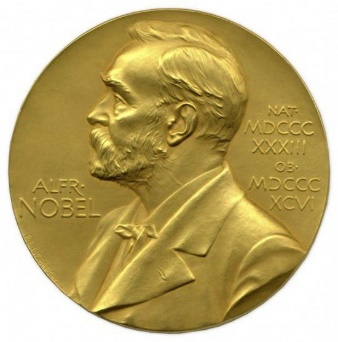 ALFR·
NOBEL
NAT·
MDCCC
XXXIII
OB·
MDCCC
XCVI